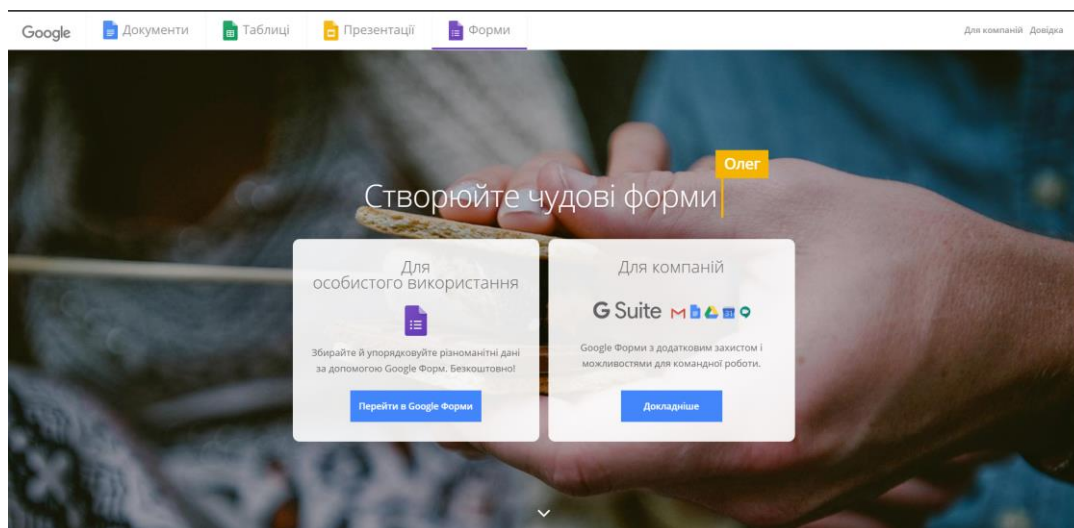 Google Документи Таблиці Презентації Форми Для компаній Довідка
Олег
Створюйте чудові форми
Для
особистого використання
Збирайте й упорядковуйте різноманітні дані
за допомогою Google Форм. Безкоштовно!
Перейти в Google Форми
Для компаній
G Suite
Google Форми з додатковим захистом і
можливостями для командної роботи.
Докладніше